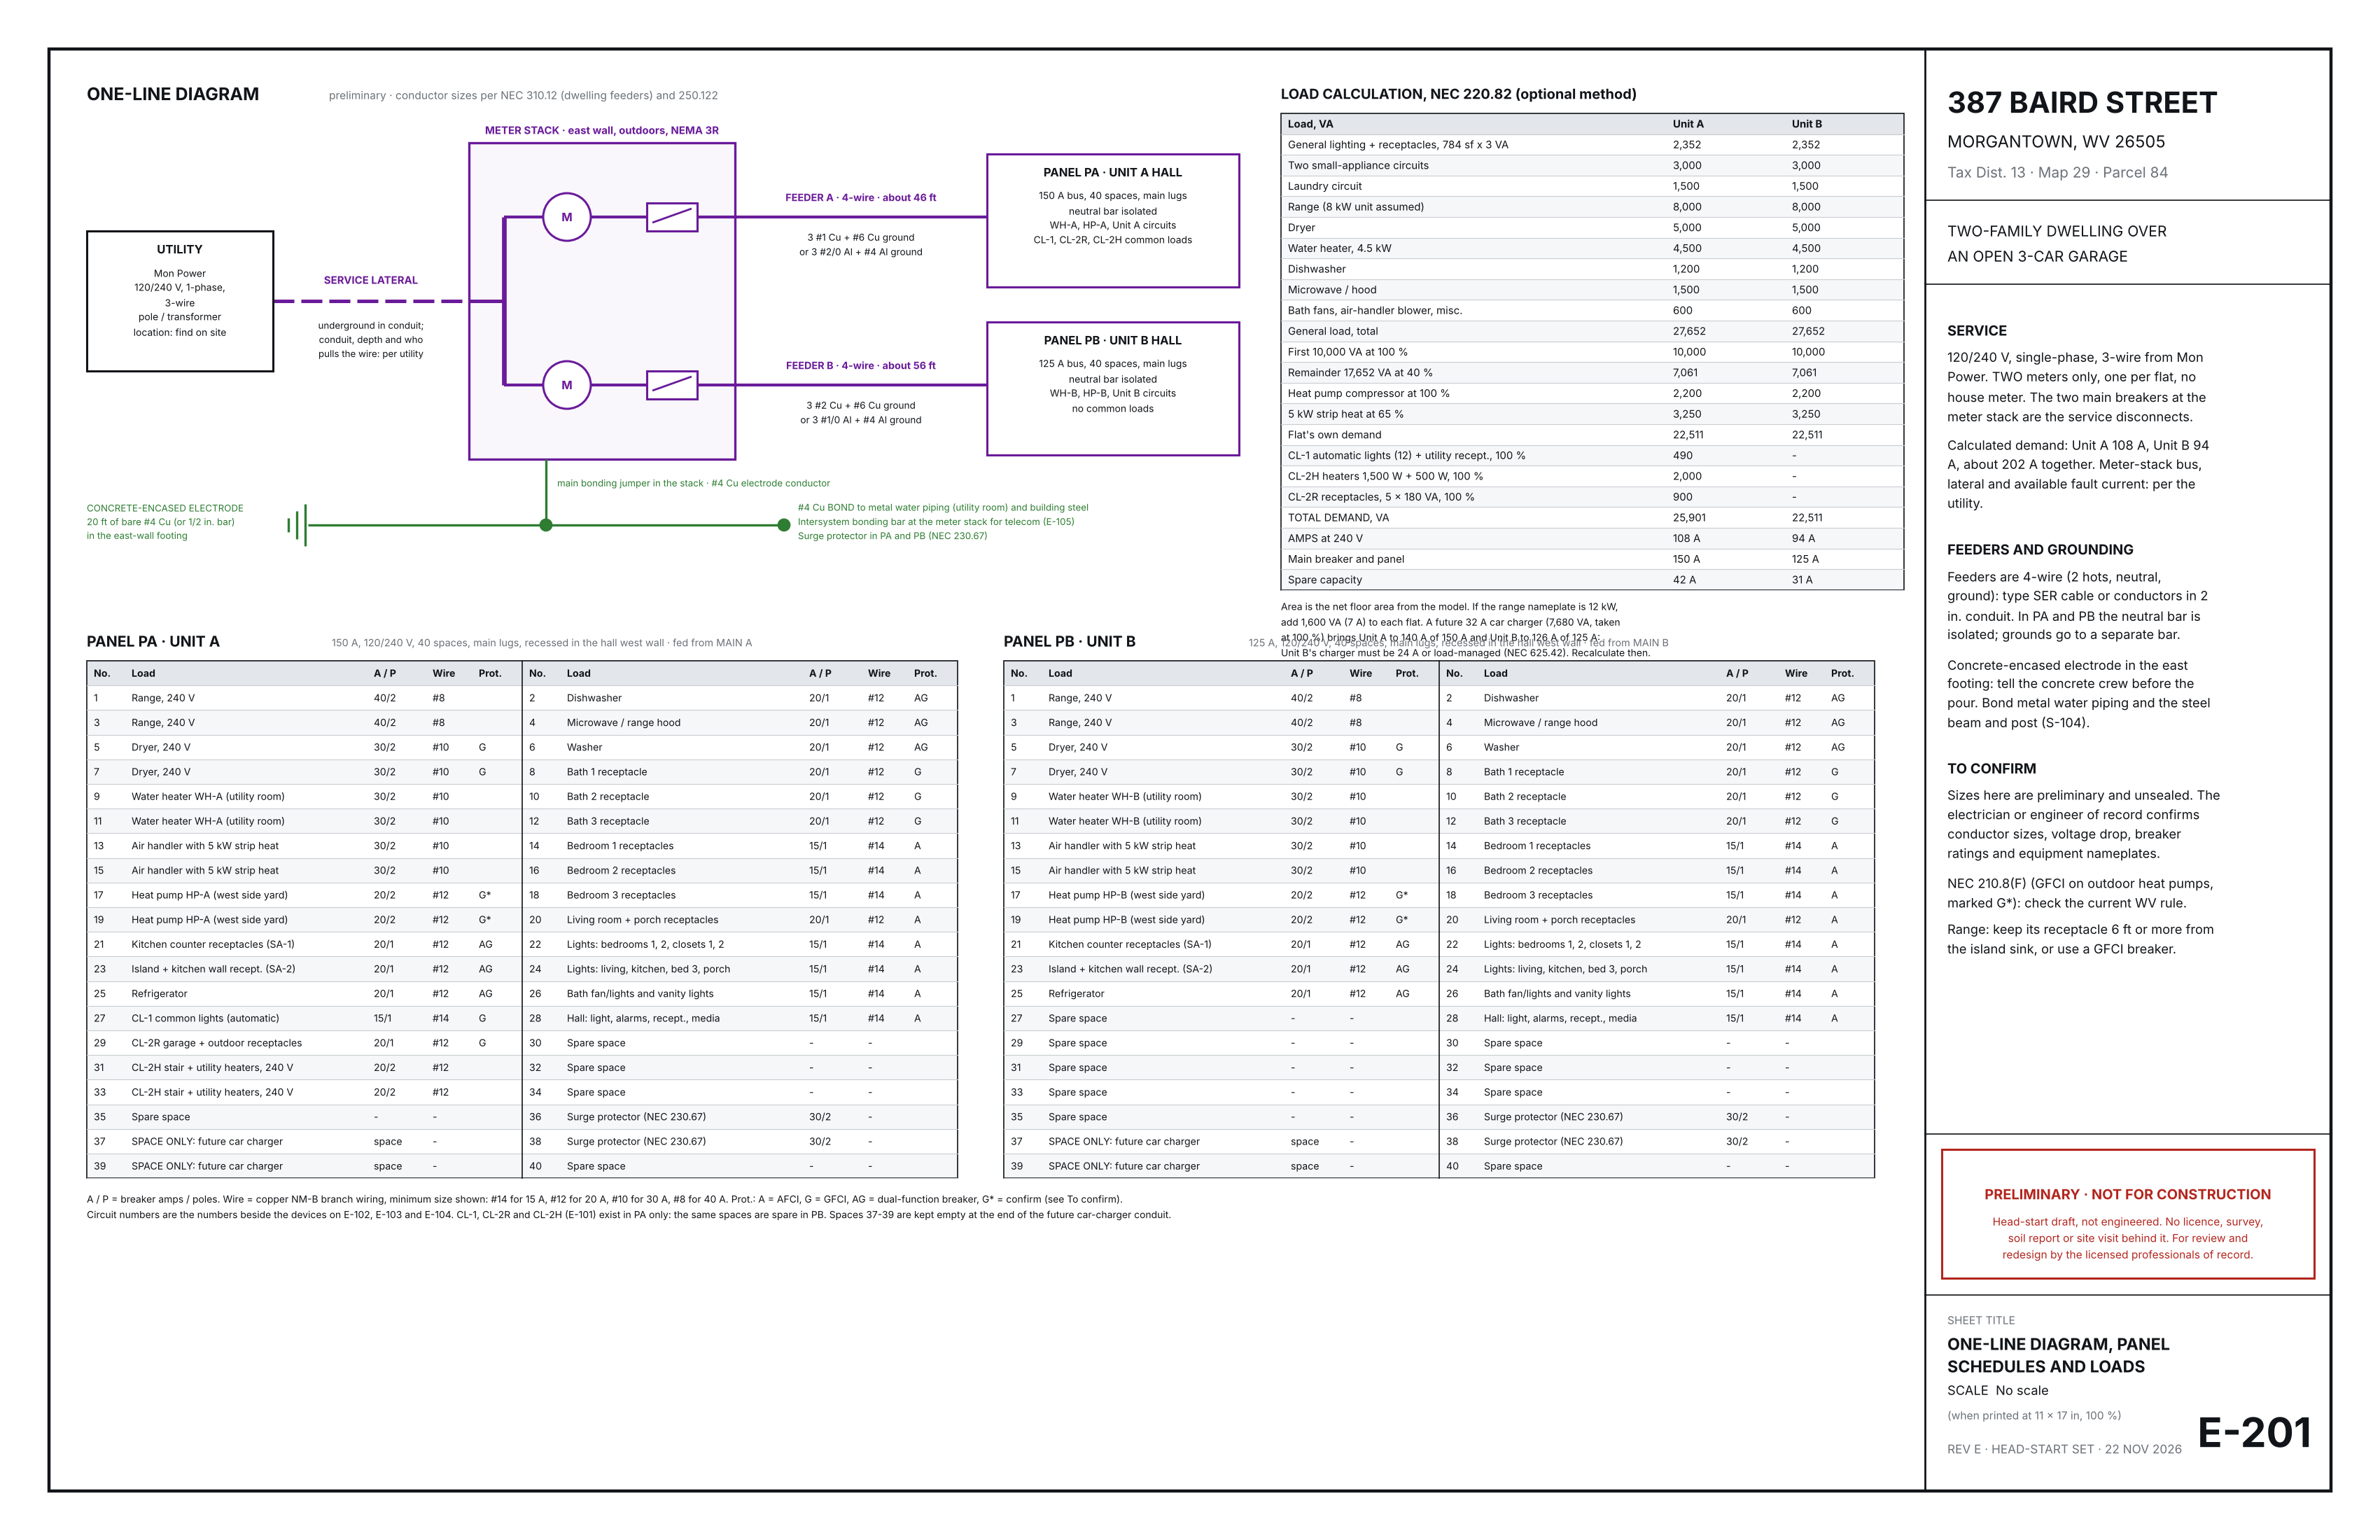 ONE-LINE DIAGRAM
preliminary · conductor sizes per NEC 310.12 (dwelling feeders) and 250.122
METER STACK · east wall, outdoors, NEMA 3R
UTILITY
Mon Power
120/240 V, 1-phase,
3-wire
pole / transformer
location: find on site
SERVICE LATERAL
underground in conduit;
conduit, depth and who
pulls the wire: per utility
M
M
FEEDER A · 4-wire · about 46 ft
3 #1 Cu + #6 Cu ground
or 3 #2/0 Al + #4 Al ground
FEEDER B · 4-wire · about 56 ft
3 #2 Cu + #6 Cu ground
or 3 #1/0 Al + #4 Al ground
PANEL PA · UNIT A HALL
150 A bus, 40 spaces, main lugs
neutral bar isolated
WH-A, HP-A, Unit A circuits
CL-1, CL-2R, CL-2H common loads
PANEL PB · UNIT B HALL
125 A bus, 40 spaces, main lugs
neutral bar isolated
WH-B, HP-B, Unit B circuits
no common loads
main bonding jumper in the stack · #4 Cu electrode conductor
CONCRETE-ENCASED ELECTRODE
20 ft of bare #4 Cu (or 1/2 in. bar)
in the east-wall footing
#4 Cu BOND to metal water piping (utility room) and building steel
Intersystem bonding bar at the meter stack for telecom (E-105)
Surge protector in PA and PB (NEC 230.67)
LOAD CALCULATION, NEC 220.82 (optional method)
Load, VA Unit A Unit B
General lighting + receptacles, 784 sf x 3 VA 2,352 2,352
Two small-appliance circuits 3,000 3,000
Laundry circuit 1,500 1,500
Range (8 kW unit assumed) 8,000 8,000
Dryer 5,000 5,000
Water heater, 4.5 kW 4,500 4,500
Dishwasher 1,200 1,200
Microwave / hood 1,500 1,500
Bath fans, air-handler blower, misc. 600 600
General load, total 27,652 27,652
First 10,000 VA at 100 % 10,000 10,000
Remainder 17,652 VA at 40 % 7,061 7,061
Heat pump compressor at 100 % 2,200 2,200
5 kW strip heat at 65 % 3,250 3,250
Flat's own demand 22,511 22,511
CL-1 automatic lights (12) + utility recept., 100 % 490 -
CL-2H heaters 1,500 W + 500 W, 100 % 2,000 -
CL-2R receptacles, 5 × 180 VA, 100 % 900 -
TOTAL DEMAND, VA 25,901 22,511
AMPS at 240 V 108 A 94 A
Main breaker and panel 150 A 125 A
Spare capacity 42 A 31 A
Area is the net floor area from the model. If the range nameplate is 12 kW,
add 1,600 VA (7 A) to each flat. A future 32 A car charger (7,680 VA, taken
at 100 %) brings Unit A to 140 A of 150 A and Unit B to 126 A of 125 A:
Unit B's charger must be 24 A or load-managed (NEC 625.42). Recalculate then.
PANEL PA · UNIT A
150 A, 120/240 V, 40 spaces, main lugs, recessed in the hall west wall · fed from MAIN A
No. Load A / P Wire Prot. No. Load A / P Wire Prot.
1 Range, 240 V 40/2 #8 2 Dishwasher 20/1 #12 AG
3 Range, 240 V 40/2 #8 4 Microwave / range hood 20/1 #12 AG
5 Dryer, 240 V 30/2 #10 G 6 Washer 20/1 #12 AG
7 Dryer, 240 V 30/2 #10 G 8 Bath 1 receptacle 20/1 #12 G
9 Water heater WH-A (utility room) 30/2 #10 10 Bath 2 receptacle 20/1 #12 G
11 Water heater WH-A (utility room) 30/2 #10 12 Bath 3 receptacle 20/1 #12 G
13 Air handler with 5 kW strip heat 30/2 #10 14 Bedroom 1 receptacles 15/1 #14 A
15 Air handler with 5 kW strip heat 30/2 #10 16 Bedroom 2 receptacles 15/1 #14 A
17 Heat pump HP-A (west side yard) 20/2 #12 G* 18 Bedroom 3 receptacles 15/1 #14 A
19 Heat pump HP-A (west side yard) 20/2 #12 G* 20 Living room + porch receptacles 20/1 #12 A
21 Kitchen counter receptacles (SA-1) 20/1 #12 AG 22 Lights: bedrooms 1, 2, closets 1, 2 15/1 #14 A
23 Island + kitchen wall recept. (SA-2) 20/1 #12 AG 24 Lights: living, kitchen, bed 3, porch 15/1 #14 A
25 Refrigerator 20/1 #12 AG 26 Bath fan/lights and vanity lights 15/1 #14 A
27 CL-1 common lights (automatic) 15/1 #14 G 28 Hall: light, alarms, recept., media 15/1 #14 A
29 CL-2R garage + outdoor receptacles 20/1 #12 G 30 Spare space - -
31 CL-2H stair + utility heaters, 240 V 20/2 #12 32 Spare space - -
33 CL-2H stair + utility heaters, 240 V 20/2 #12 34 Spare space - -
35 Spare space - - 36 Surge protector (NEC 230.67) 30/2 -
37 SPACE ONLY: future car charger space - 38 Surge protector (NEC 230.67) 30/2 -
39 SPACE ONLY: future car charger space - 40 Spare space - -
PANEL PB · UNIT B
125 A, 120/240 V, 40 spaces, main lugs, recessed in the hall west wall · fed from MAIN B
No. Load A / P Wire Prot. No. Load A / P Wire Prot.
1 Range, 240 V 40/2 #8 2 Dishwasher 20/1 #12 AG
3 Range, 240 V 40/2 #8 4 Microwave / range hood 20/1 #12 AG
5 Dryer, 240 V 30/2 #10 G 6 Washer 20/1 #12 AG
7 Dryer, 240 V 30/2 #10 G 8 Bath 1 receptacle 20/1 #12 G
9 Water heater WH-B (utility room) 30/2 #10 10 Bath 2 receptacle 20/1 #12 G
11 Water heater WH-B (utility room) 30/2 #10 12 Bath 3 receptacle 20/1 #12 G
13 Air handler with 5 kW strip heat 30/2 #10 14 Bedroom 1 receptacles 15/1 #14 A
15 Air handler with 5 kW strip heat 30/2 #10 16 Bedroom 2 receptacles 15/1 #14 A
17 Heat pump HP-B (west side yard) 20/2 #12 G* 18 Bedroom 3 receptacles 15/1 #14 A
19 Heat pump HP-B (west side yard) 20/2 #12 G* 20 Living room + porch receptacles 20/1 #12 A
21 Kitchen counter receptacles (SA-1) 20/1 #12 AG 22 Lights: bedrooms 1, 2, closets 1, 2 15/1 #14 A
23 Island + kitchen wall recept. (SA-2) 20/1 #12 AG 24 Lights: living, kitchen, bed 3, porch 15/1 #14 A
25 Refrigerator 20/1 #12 AG 26 Bath fan/lights and vanity lights 15/1 #14 A
27 Spare space - - 28 Hall: light, alarms, recept., media 15/1 #14 A
29 Spare space - - 30 Spare space - -
31 Spare space - - 32 Spare space - -
33 Spare space - - 34 Spare space - -
35 Spare space - - 36 Surge protector (NEC 230.67) 30/2 -
37 SPACE ONLY: future car charger space - 38 Surge protector (NEC 230.67) 30/2 -
39 SPACE ONLY: future car charger space - 40 Spare space - -
A / P = breaker amps / poles. Wire = copper NM-B branch wiring, minimum size shown: #14 for 15 A, #12 for 20 A, #10 for 30 A, #8 for 40 A. Prot.: A = AFCI, G = GFCI, AG = dual-function breaker, G* = confirm (see To confirm).
Circuit numbers are the numbers beside the devices on E-102, E-103 and E-104. CL-1, CL-2R and CL-2H (E-101) exist in PA only: the same spaces are spare in PB. Spaces 37-39 are kept empty at the end of the future car-charger conduit.
387 BAIRD STREET
MORGANTOWN, WV 26505
Tax Dist. 13 · Map 29 · Parcel 84
TWO-FAMILY DWELLING OVER
AN OPEN 3-CAR GARAGE
SERVICE
120/240 V, single-phase, 3-wire from Mon
Power. TWO meters only, one per flat, no
house meter. The two main breakers at the
meter stack are the service disconnects.
Calculated demand: Unit A 108 A, Unit B 94
A, about 202 A together. Meter-stack bus,
lateral and available fault current: per the
utility.
FEEDERS AND GROUNDING
Feeders are 4-wire (2 hots, neutral,
ground): type SER cable or conductors in 2
in. conduit. In PA and PB the neutral bar is
isolated; grounds go to a separate bar.
Concrete-encased electrode in the east
footing: tell the concrete crew before the
pour. Bond metal water piping and the steel
beam and post (S-104).
TO CONFIRM
Sizes here are preliminary and unsealed. The
electrician or engineer of record confirms
conductor sizes, voltage drop, breaker
ratings and equipment nameplates.
NEC 210.8(F) (GFCI on outdoor heat pumps,
marked G*): check the current WV rule.
Range: keep its receptacle 6 ft or more from
the island sink, or use a GFCI breaker.
PRELIMINARY · NOT FOR CONSTRUCTION
Head-start draft, not engineered. No licence, survey,
soil report or site visit behind it. For review and
redesign by the licensed professionals of record.
SHEET TITLE
ONE-LINE DIAGRAM, PANEL
SCHEDULES AND LOADS
SCALE No scale
(when printed at 11 × 17 in, 100 %)
REV E · HEAD-START SET · 22 NOV 2026
E-201